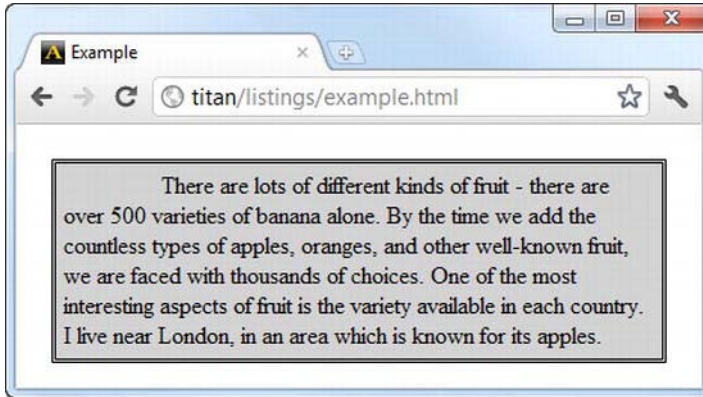 Example
titan/listings/example.html
There are lots of different kinds of fruit - there are
over 500 varieties of banana alone. By the time we add the
countless types of apples, oranges, and other well-known fruit,
we are faced with thousands of choices. One of the most
interesting aspects of fruit is the variety available in each country.
I live near London, in an area which is known for its apples.